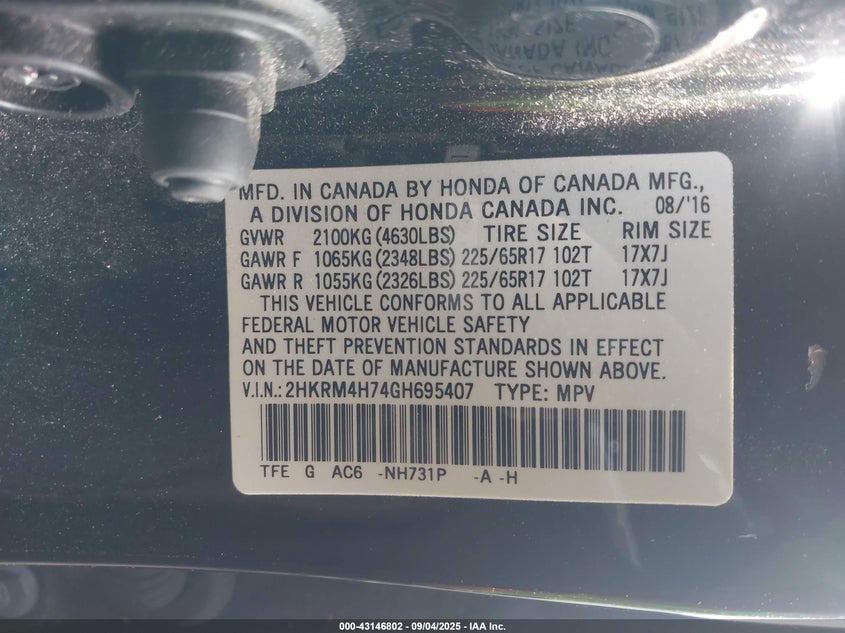 MFD. IN CANADA BY HONDA OF CANADA MFG.,
A DIVISION OF HONDA CANADA INC. 08/'16
GVWR 2100KG(4630LBS) TIRE SIZE RIM SIZE
GAWR F 1065KG(2348LBS) 225/65R17 102T 17X7J
GAWR R 1055KG(2326LBS) 225/65R17 102T 17X7J
THIS VEHICLE CONFORMS TO ALL APPLICABLE
FEDERAL MOTOR VEHICLE SAFETY
AND THEFT PREVENTION STANDARDS IN EFFECT
ON THE DATE OF MANUFACTURE SHOWN ABOVE.
V.I.N.: 2HKRM4H74GH695407 TYPE: MPV
TFE G AC6 -NH731P -A -H
000-43146802 - 09/04/2025 - IAA Inc.